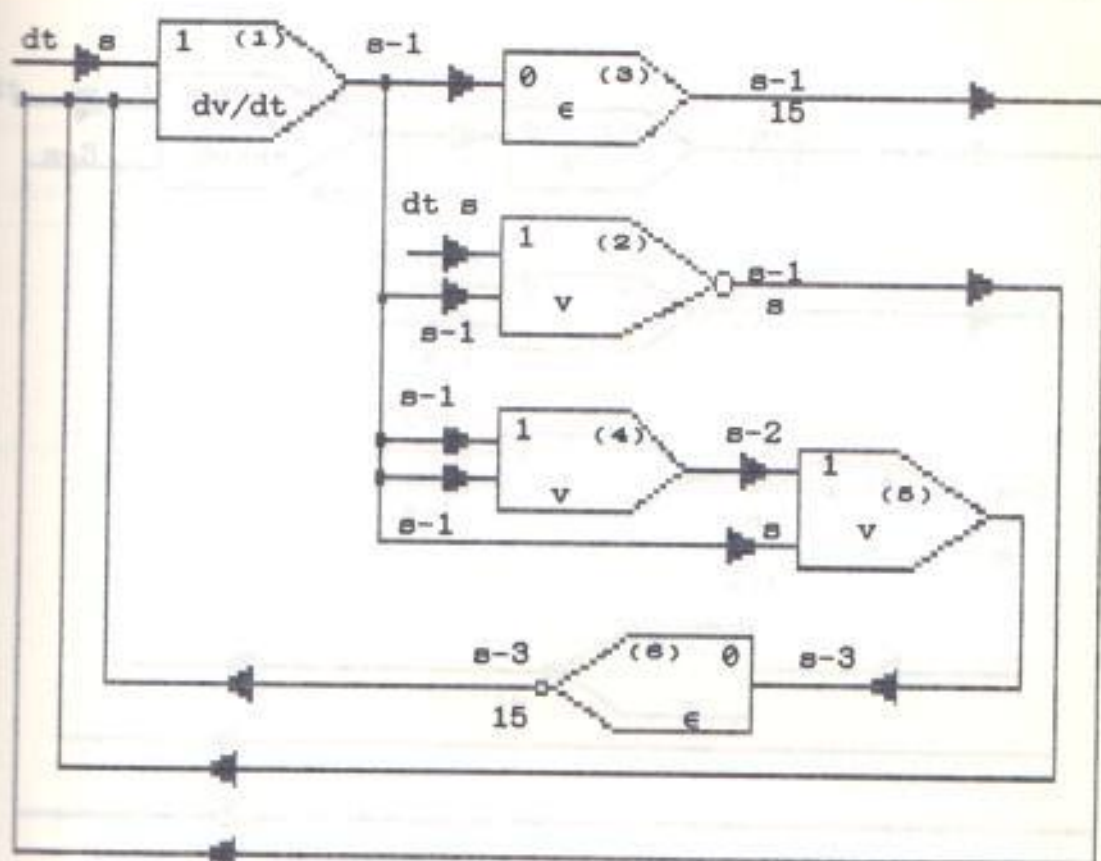 dt s
1 (1)
dv/dt
s-1
0 (3)
ϵ
s-1
15
dt s
1 (2)
v
s-1
s-1
s
s-1
1 (4)
v
s-1
s-2
s
1
(5)
v
s-3
15
(6) 0
ϵ
s-3